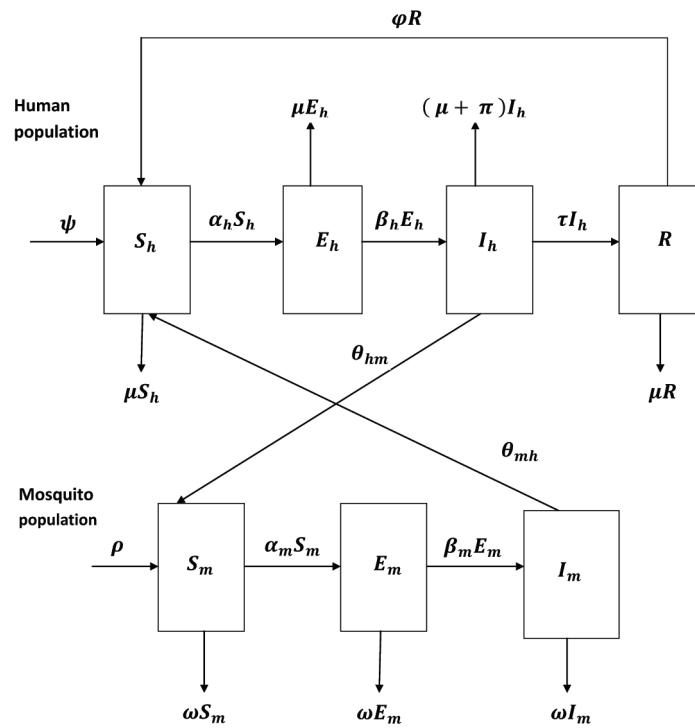 φR
Human
population
μE_h
(μ + π)I_h
ψ
S_h
α_hS_h
E_h
β_hE_h
I_h
τI_h
R
μS_h
θ_hm
μR
θ_mh
Mosquito
population
ρ
S_m
α_mS_m
E_m
β_mE_m
I_m
ωS_m
ωE_m
ωI_m